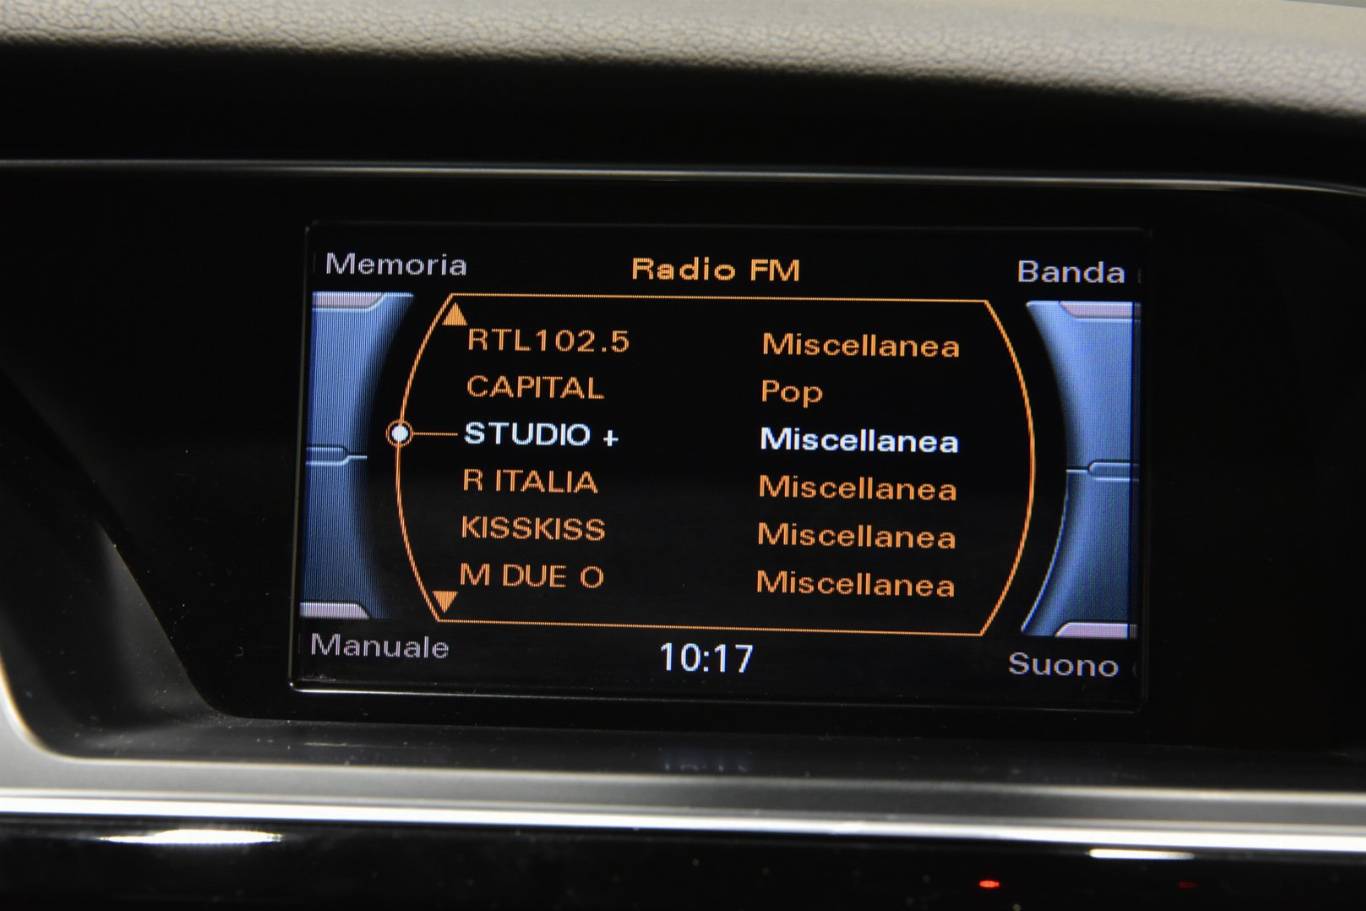 Memoria Radio FM Banda
RTL102.5 Miscellanea
CAPITAL Pop
STUDIO + Miscellanea
R ITALIA Miscellanea
KISSKISS Miscellanea
M DUE O Miscellanea
Manuale 10:17 Suono